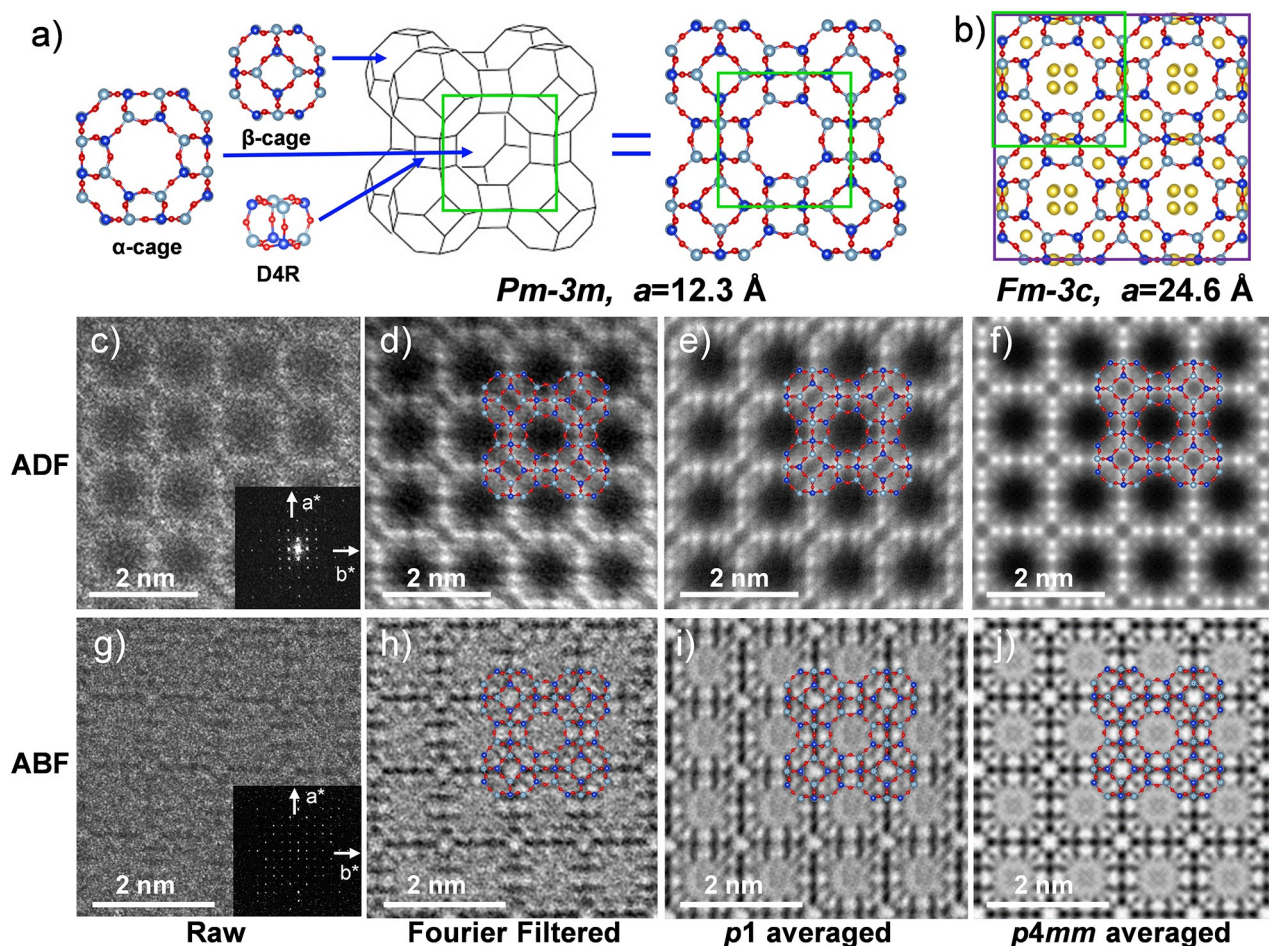 a)
b)
β-cage
α-cage
D4R
=
Pm-3m, a=12.3 Å
Fm-3c, a=24.6 Å
c)
d)
e)
f)
ADF
a*
b*
2 nm
2 nm
2 nm
2 nm
g)
h)
i)
j)
ABF
a*
b*
2 nm
2 nm
2 nm
2 nm
Raw
Fourier Filtered
p1 averaged
p4mm averaged